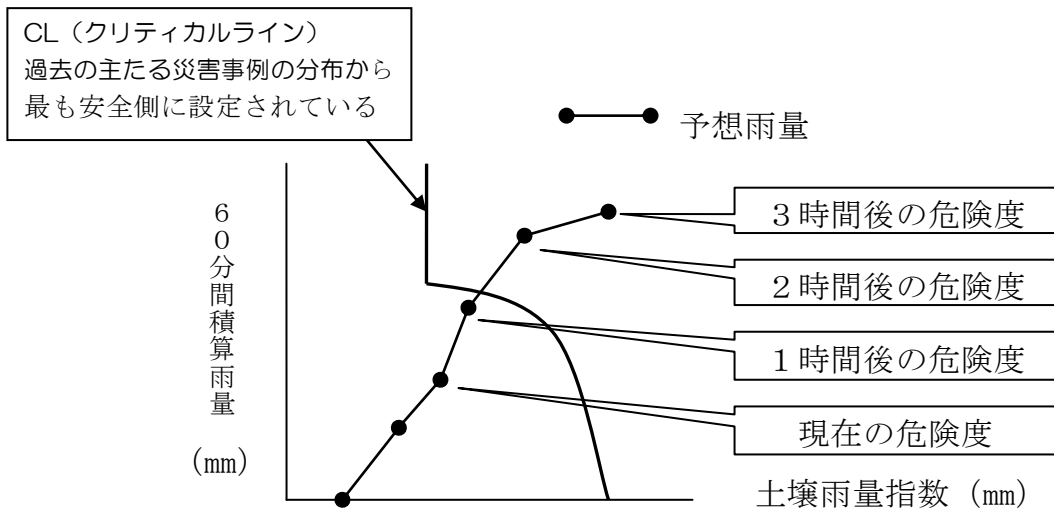 CL（クリティカルライン）
過去の主たる災害事例の分布から
最も安全側に設定されている
予想雨量
６０分間積算雨量
(mm)
３時間後の危険度
２時間後の危険度
１時間後の危険度
現在の危険度
土壌雨量指数 (mm)